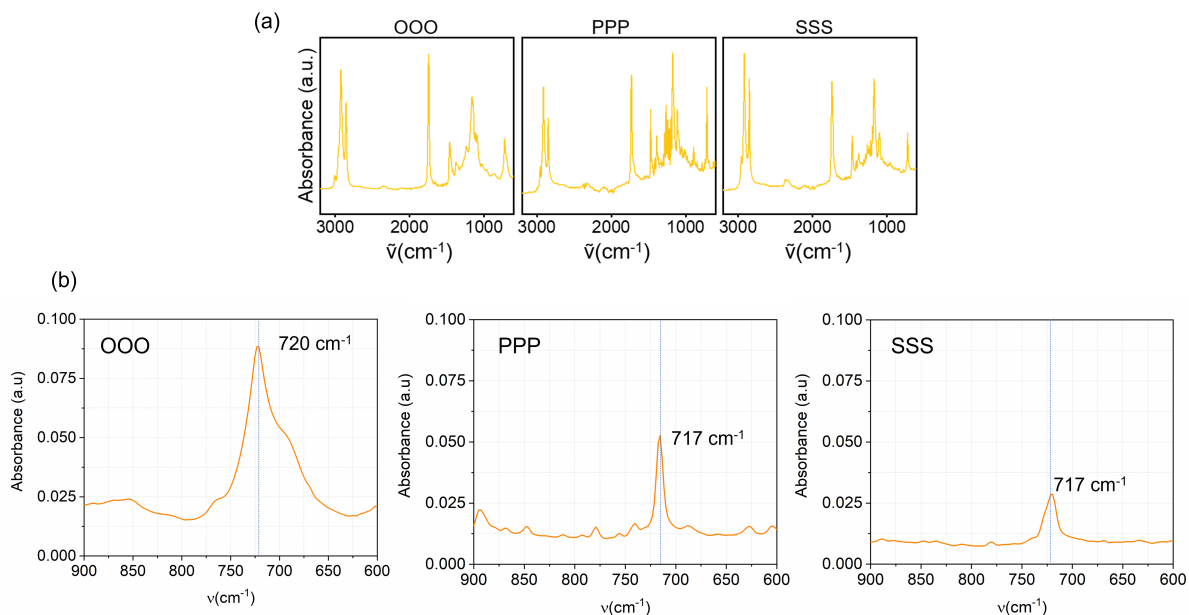 (a)
OOO PPP SSS
Absorbance (a.u.)
3000 2000 1000 3000 2000 1000 3000 2000 1000
ṽ(cm-1) ṽ(cm-1) ṽ(cm-1)
(b)
OOO
720 cm-1
Absorbance (a.u)
0.100
0.075
0.050
0.025
0.000
900 850 750 750 700 650 600
ν(cm-1)
PPP
717 cm-1
Absorbance (a.u)
0.100
0.075
0.050
0.025
0.000
900 850 750 750 700 650 600
ν(cm-1)
SSS
717 cm-1
Absorbance (a.u)
0.100
0.075
0.050
0.025
0.000
900 850 750 750 700 650 600
ν(cm-1)